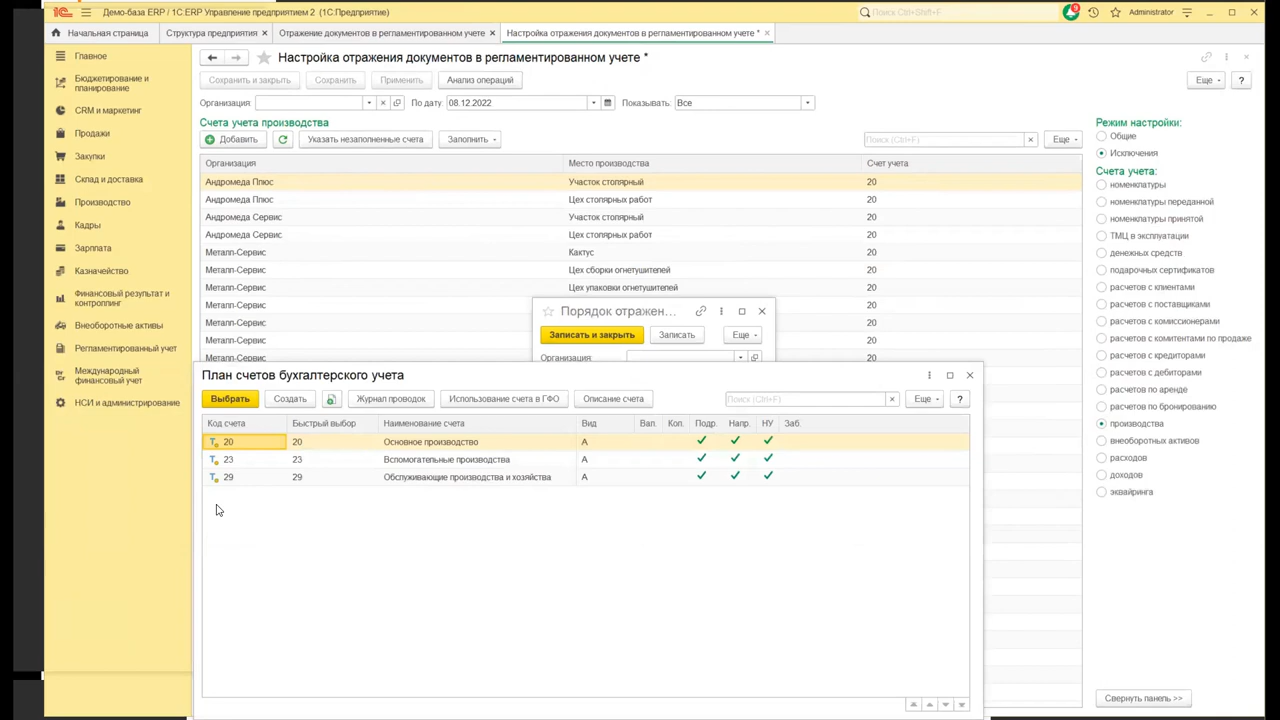 1С Демо-база ERP / 1С:ERP Управление предприятием 2 (1С:Предприятие)
Поиск Ctrl+Shift+F
Administrator
Начальная страница
Структура предприятия ×
Отражение документов в регламентированном учете ×
Настройка отражения документов в регламентированном учете * ×
Главное
Бюджетирование и
планирование
CRM и маркетинг
Продажи
Закупки
Склад и доставка
Производство
Кадры
Зарплата
Казначейство
Финансовый результат и
контроллинг
Внеоборотные активы
Регламентированный учет
Международный
финансовый учет
НСИ и администрирование
Настройка отражения документов в регламентированном учете *
Сохранить и закрыть
Сохранить
Применить
Анализ операций
Еще
?
Организация:
По дату: 08.12.2022
Показывать: Все
Счета учета производства
Добавить
Указать незаполненные счета
Заполнить
Поиск (Ctrl+F)
×
Еще
Организация Место производства Счет учета
Андромеда Плюс Участок столярный 20
Андромеда Плюс Цех столярных работ 20
Андромеда Сервис Участок столярный 20
Андромеда Сервис Цех столярных работ 20
Металл-Сервис Кактус 20
Металл-Сервис Цех сборки огнетушителей 20
Металл-Сервис Цех упаковки огнетушителей 20
Металл-Сервис 20
Металл-Сервис 20
Металл-Сервис 20
Металл-Сервис 20
Порядок отражен...
Записать и закрыть
Записать
Еще
Организация:
План счетов бухгалтерского учета
Выбрать
Создать
Журнал проводок
Использование счета в ГФО
Описание счета
Поиск (Ctrl+F)
×
Еще
?
Код счета Быстрый выбор Наименование счета Вид Вал. Кол. Подр. Напр. НУ Заб.
20 20 Основное производство А
23 23 Вспомогательные производства А
29 29 Обслуживающие производства и хозяйства А
Режим настройки:
Общие
Исключения
Счета учета:
номенклатуры
номенклатуры переданной
номенклатуры принятой
ТМЦ в эксплуатации
денежных средств
подарочных сертификатов
расчетов с клиентами
расчетов с поставщиками
расчетов с комиссионерами
расчетов с комитентами по продаже
расчетов с кредиторами
расчетов с дебиторами
расчетов по аренде
расчетов по бронированию
производства
внеоборотных активов
расходов
доходов
эквайринга
Свернуть панель >>